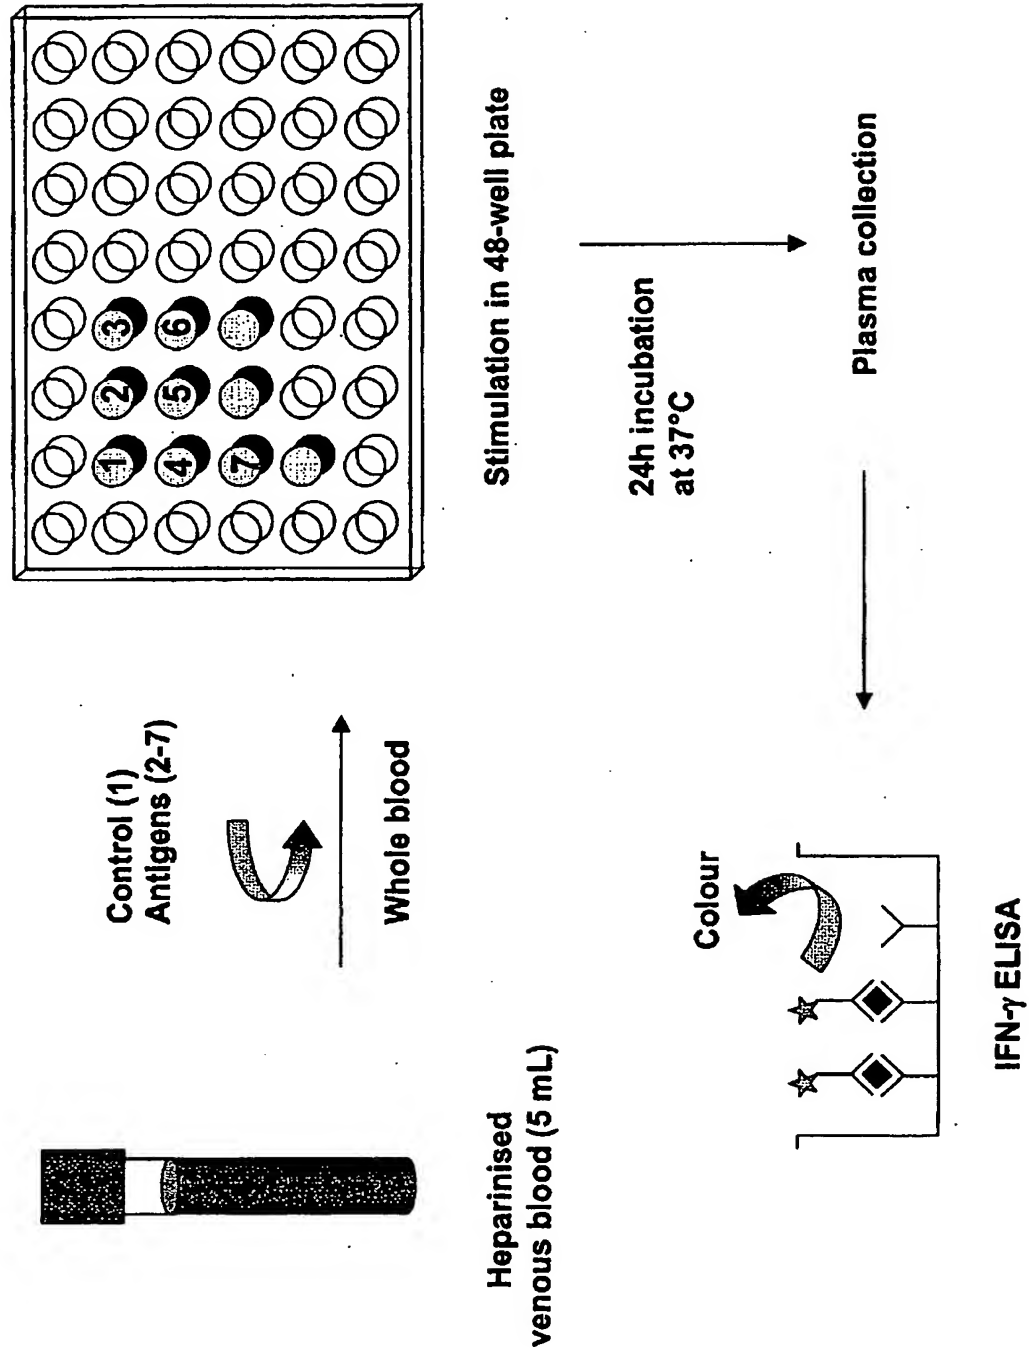 Control (1)
Antigens (2-7)
Whole blood
Heparinised
venous blood (5 mL)
1 2 3
4 5 6
7
Stimulation in 48-well plate
24h incubation
at 37°C
Plasma collection
Colour
IFN-γ ELISA